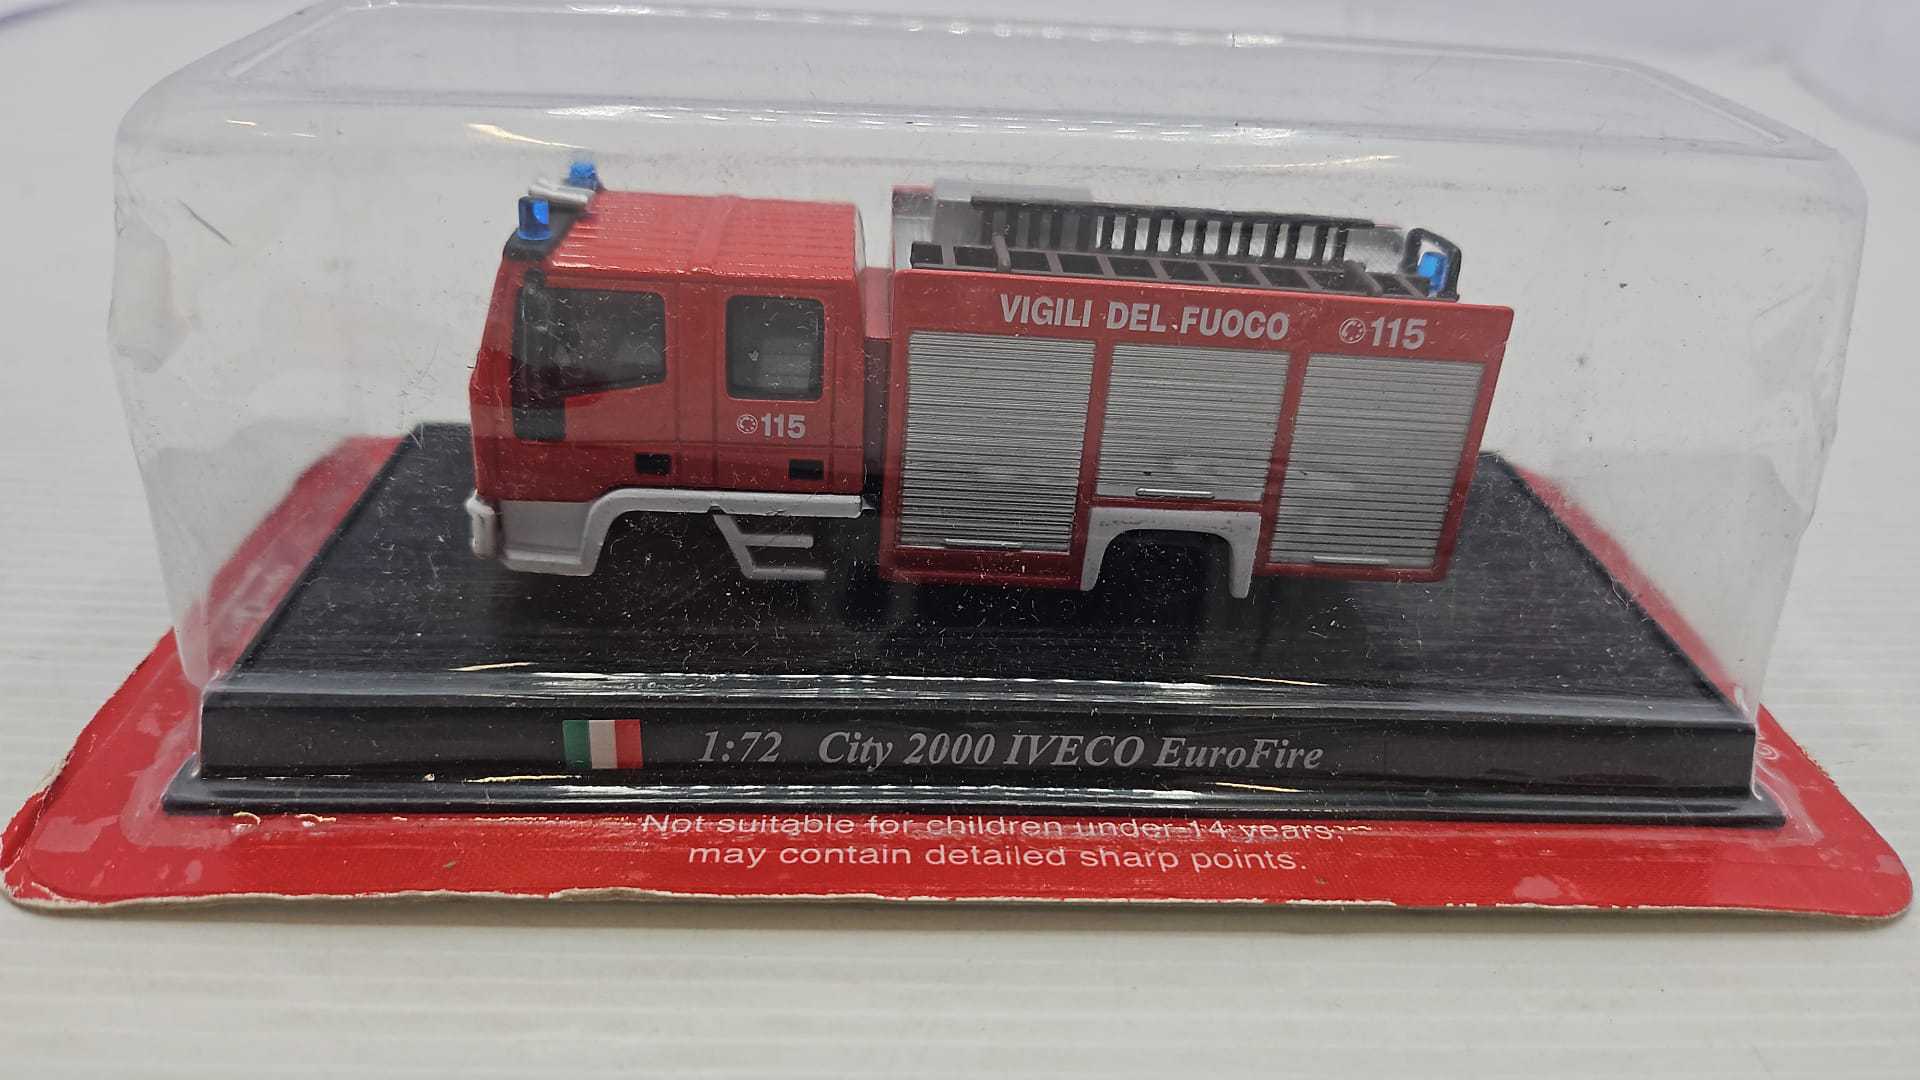 VIGILI DEL FUOCO 115
115
1:72 City 2000 IVECO EuroFire
Not suitable for children under 14 years,
may contain detailed sharp points.